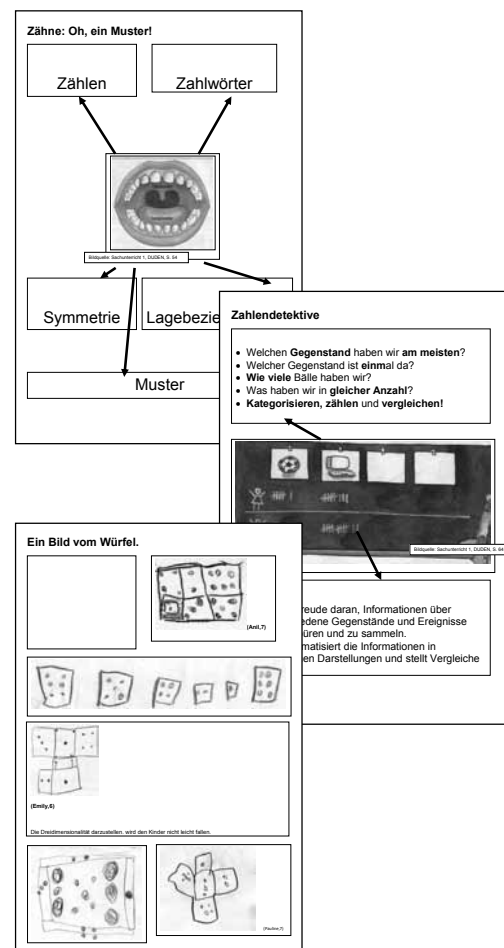 Zähne: Oh, ein Muster!
Zählen
Zahlwörter
Bildquelle: Sachunterricht 1, DUDEN, S. 54
Symmetrie
Lagebezie
Muster
Zahlendetektive
• Welchen Gegenstand haben wir am meisten?
• Welcher Gegenstand ist einmal da?
• Wie viele Bälle haben wir?
• Was haben wir in gleicher Anzahl?
• Kategorisieren, zählen und vergleichen!
Bildquelle: Sachunterricht 1, DUDEN, S. 64
reude daran, Informationen über
edene Gegenstände und Ereignisse
üren und zu sammeln.
matisiert die Informationen in
en Darstellungen und stellt Vergleiche
Ein Bild vom Würfel.
(Anil,7)
(Emily,6)
Die Dreidimensionalität darzustellen, wird den Kinder nicht leicht fallen.
(Pauline,7)